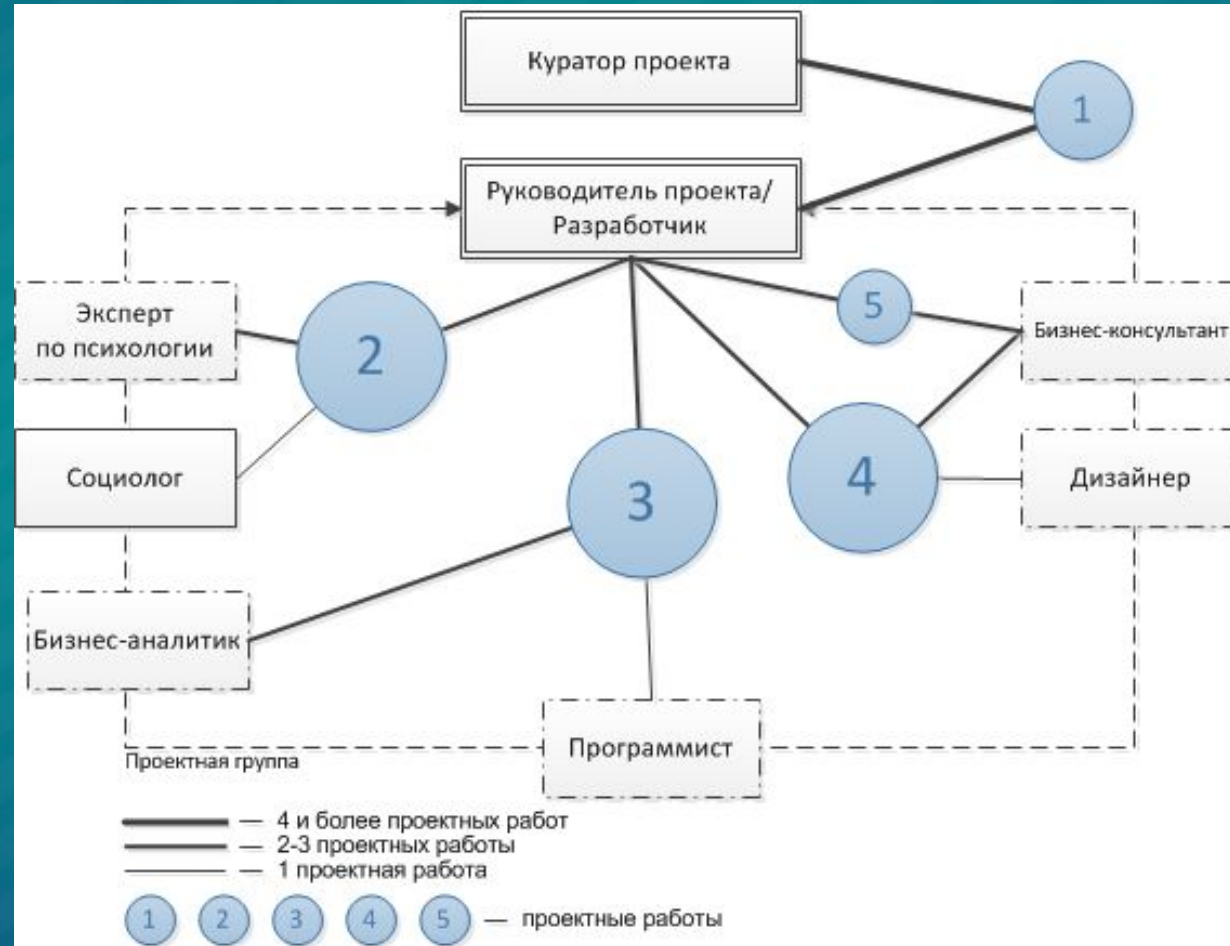 Куратор проекта
1
Руководитель проекта/
Разработчик
Эксперт
по психологии
2
5
Бизнес-консультант
Социолог
3
4
Дизайнер
Бизнес-аналитик
Программист
Проектная группа
— 4 и более проектных работ
— 2-3 проектных работы
— 1 проектная работа
1 2 3 4 5 — проектные работы